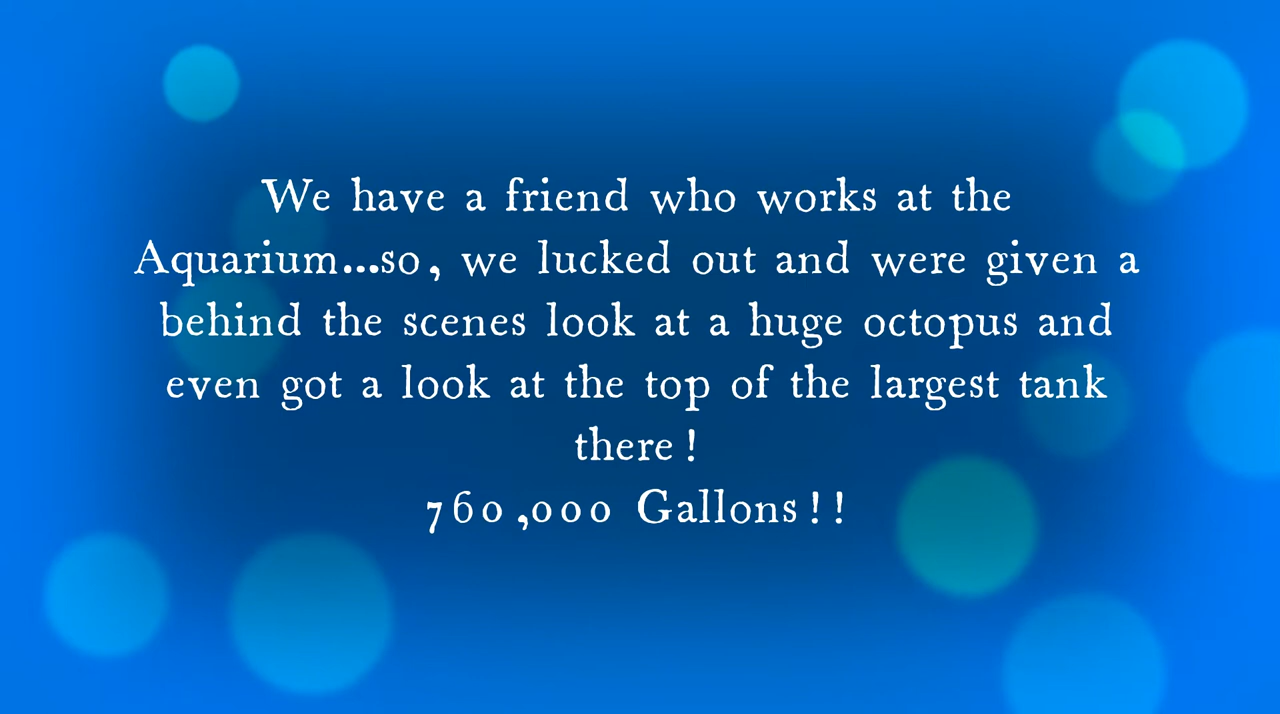 We have a friend who works at the
Aquarium...so, we lucked out and were given a
behind the scenes look at a huge octopus and
even got a look at the top of the largest tank
there!
760,000 Gallons!!